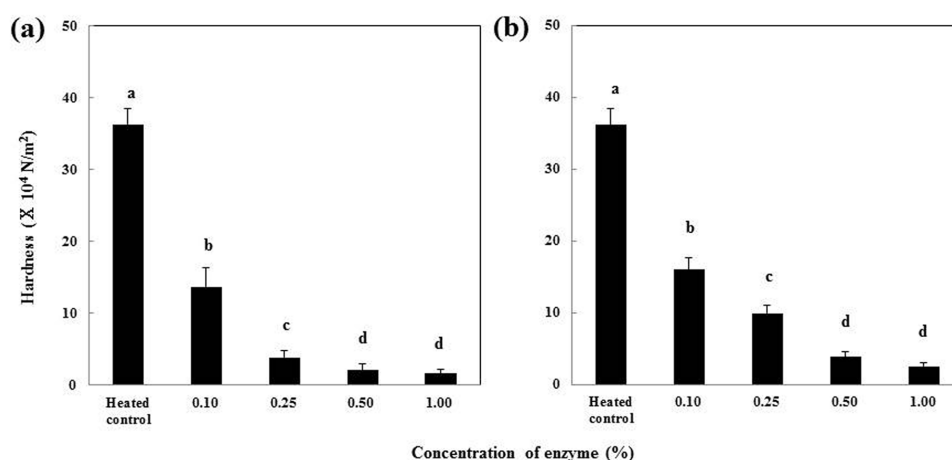 (a)
Hardness (X 10⁴ N/m²)
50
40
30
20
10
0
a
b
c
d
d
Heated
control
0.10
0.25
0.50
1.00
(b)
50
40
30
20
10
0
a
b
c
d
d
Heated
control
0.10
0.25
0.50
1.00
Concentration of enzyme (%)